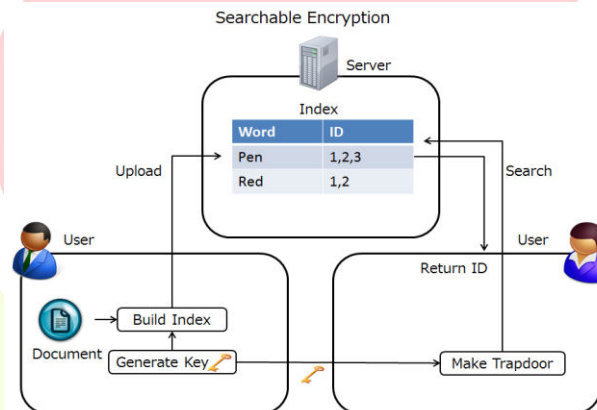 Searchable Encryption
Server
Index
Word ID
Pen 1,2,3
Red 1,2
Upload
Search
User
User
Return ID
Build Index
Document
Generate Key
Make Trapdoor